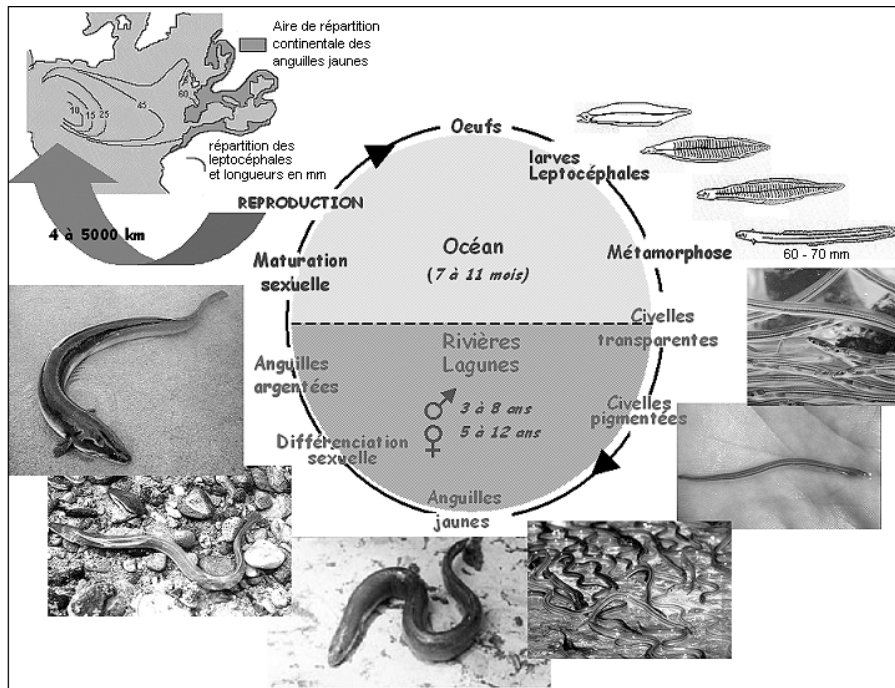 Aire de répartition
continentale des
anguilles jaunes
60
45
10
15
25
répartition des
leptocéphales
et longueurs en mm
4 à 5000 km
REPRODUCTION
Oeufs
larves
Leptocéphales
Métamorphose
60 - 70 mm
Maturation
sexuelle
Océan
(7 à 11 mois)
Civelles
transparentes
Rivières
Lagunes
Anguilles
argentées
♂ 3 à 8 ans
♀ 5 à 12 ans
Civelles
pigmentées
Différenciation
sexuelle
Anguilles
jaunes